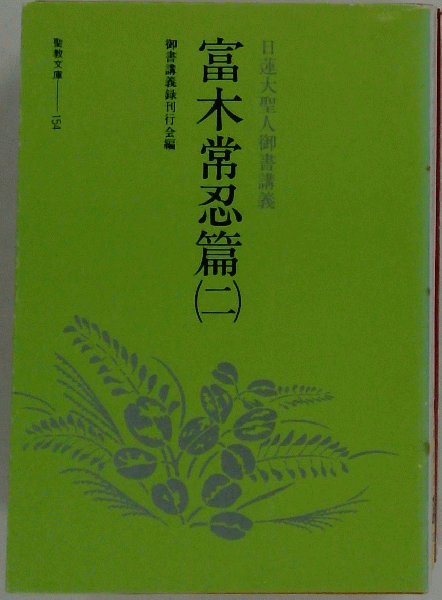 日蓮大聖人御書講義
富木常忍篇(二)
御書講義録刊行会編
聖教文庫——154